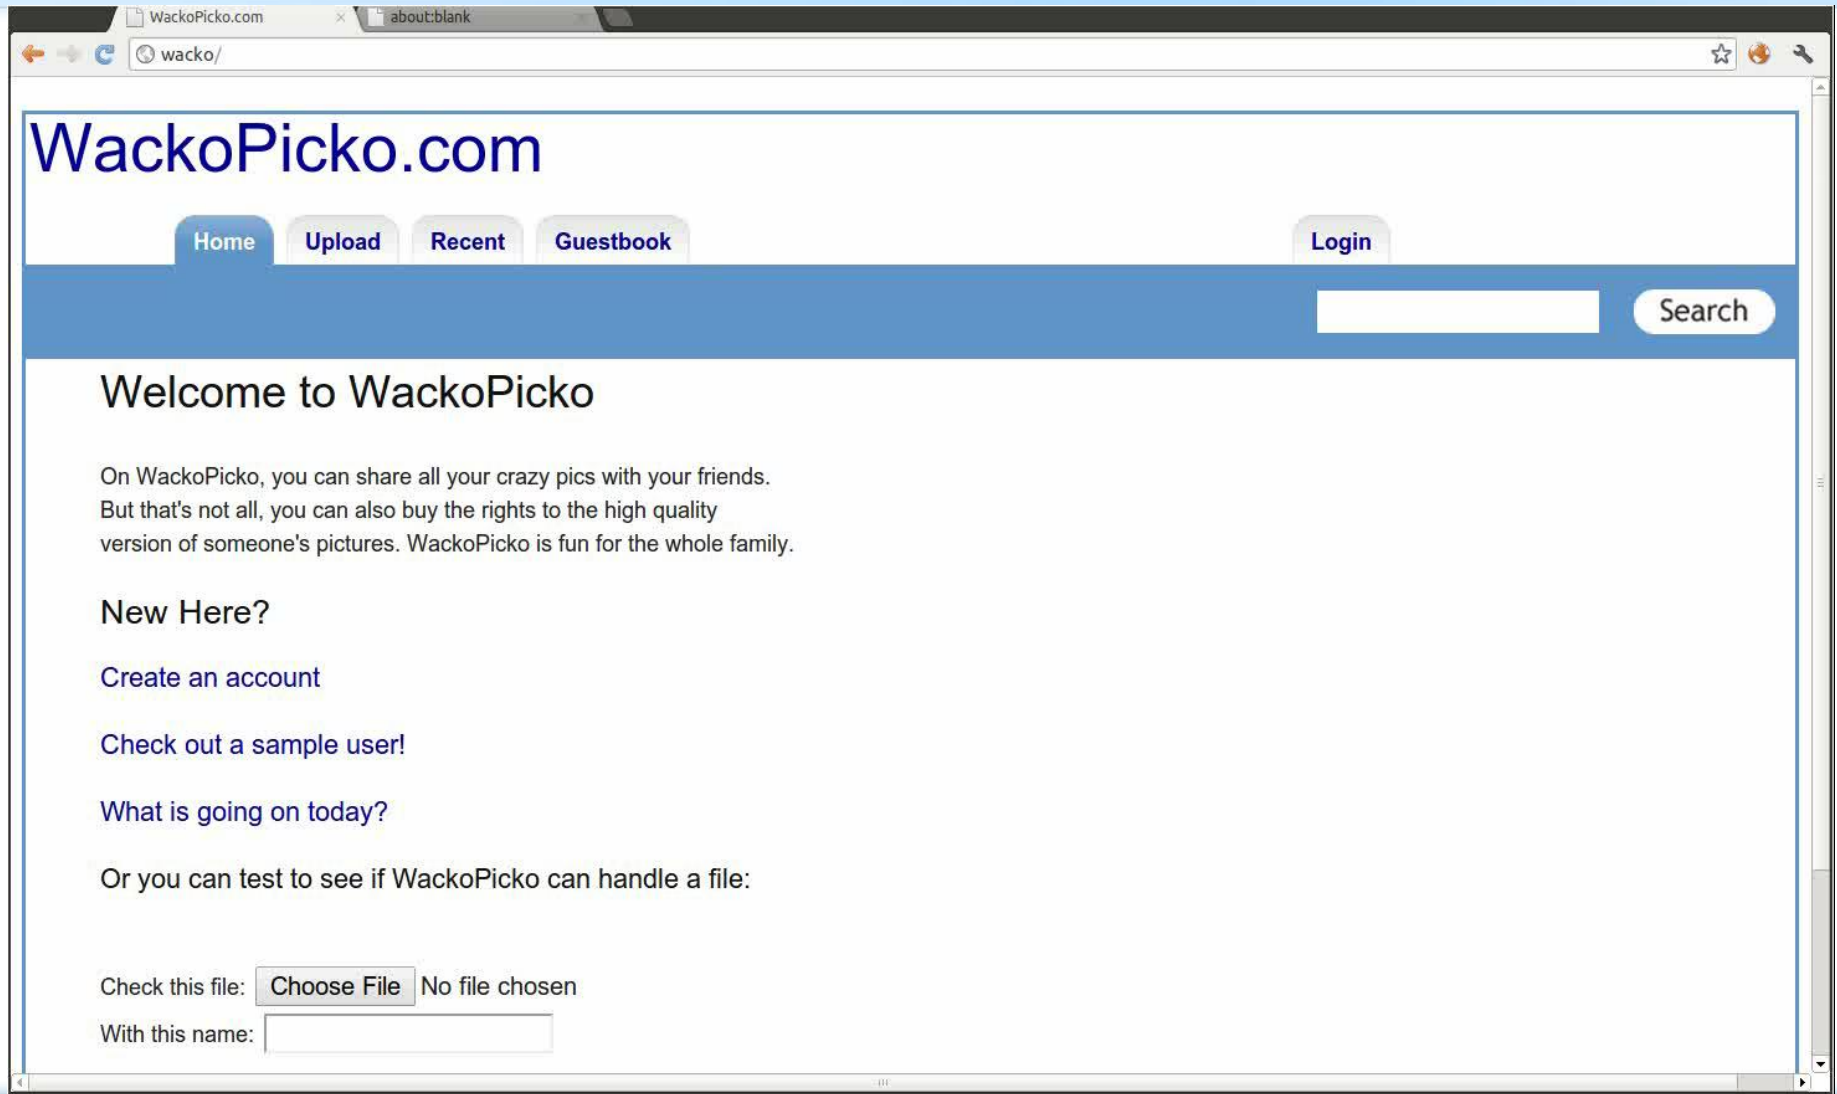 WackoPicko.com
about:blank
wacko/
WackoPicko.com
Home Upload Recent Guestbook Login
Search
Welcome to WackoPicko
On WackoPicko, you can share all your crazy pics with your friends.
But that's not all, you can also buy the rights to the high quality
version of someone's pictures. WackoPicko is fun for the whole family.
New Here?
Create an account
Check out a sample user!
What is going on today?
Or you can test to see if WackoPicko can handle a file:
Check this file: Choose File No file chosen
With this name: